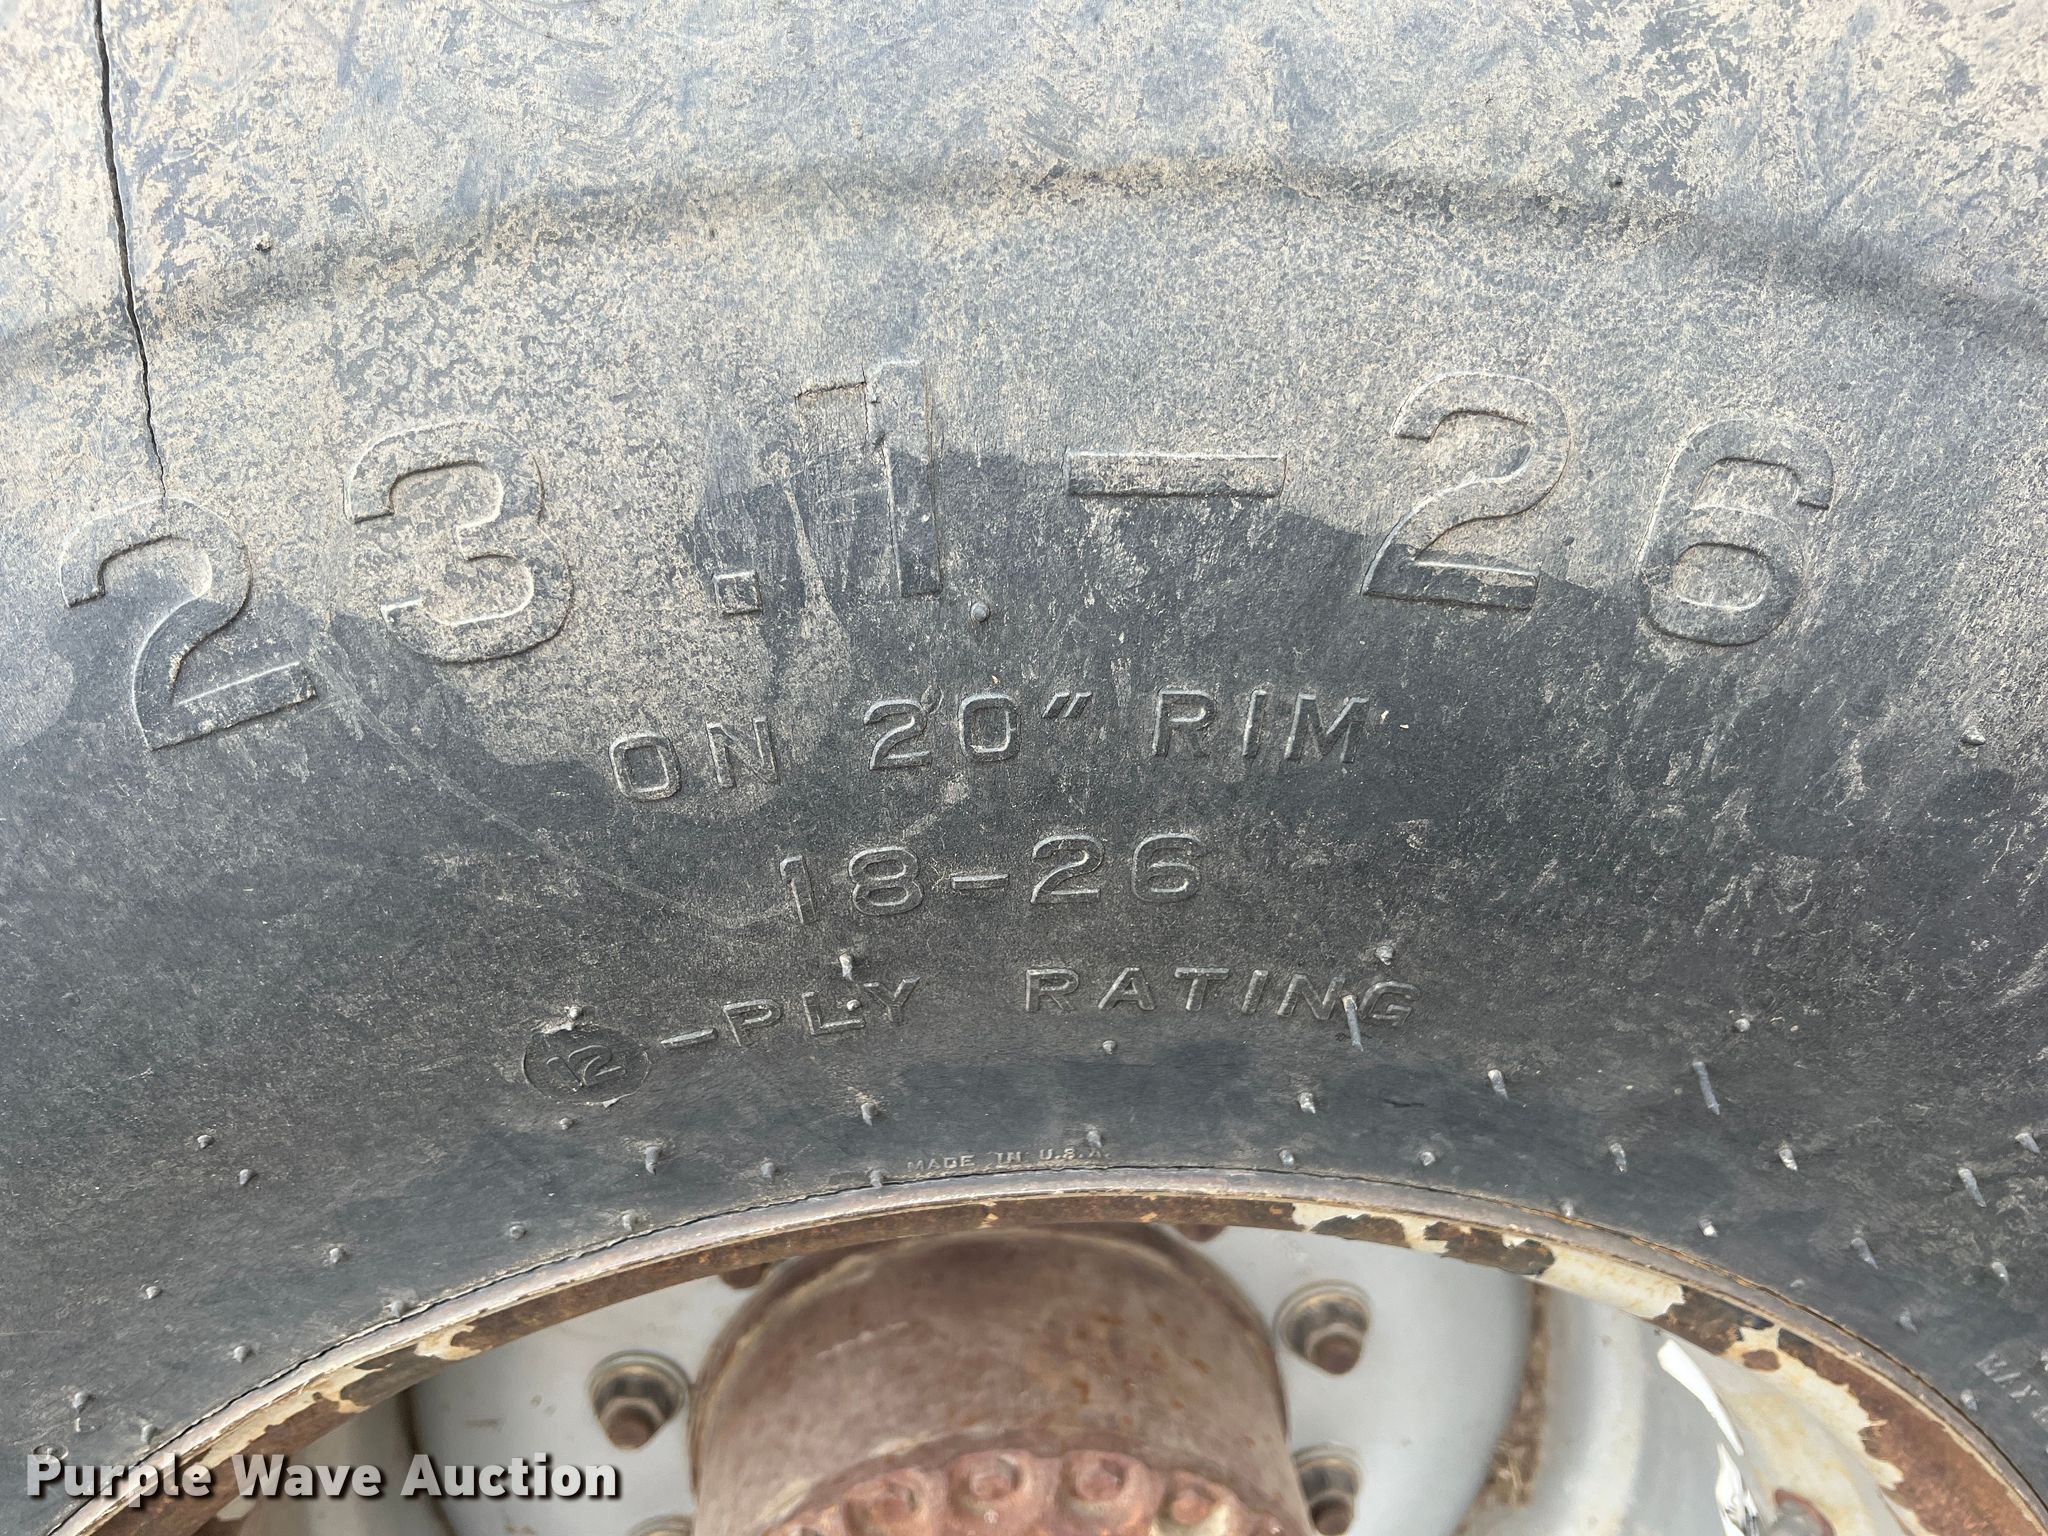 23.1-26
ON 20" RIM
18-26
12-PLY RATING
MADE IN U.S.A.
Purple Wave Auction